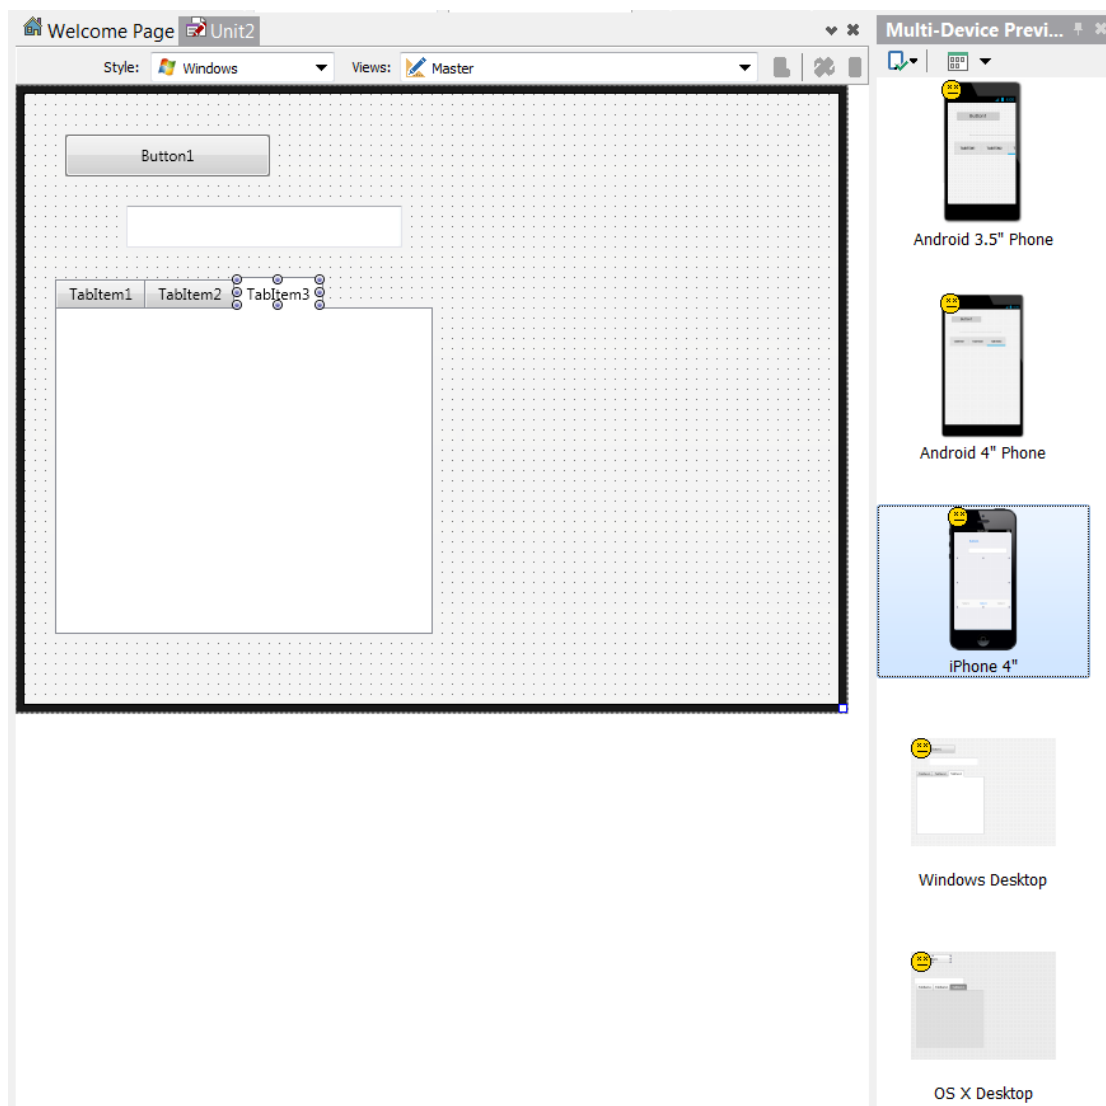 Welcome Page Unit2
Multi-Device Previ...
Style: Windows Views: Master
Button1
TabItem1 TabItem2 TabItem3
Android 3.5" Phone
Android 4" Phone
iPhone 4"
Windows Desktop
OS X Desktop